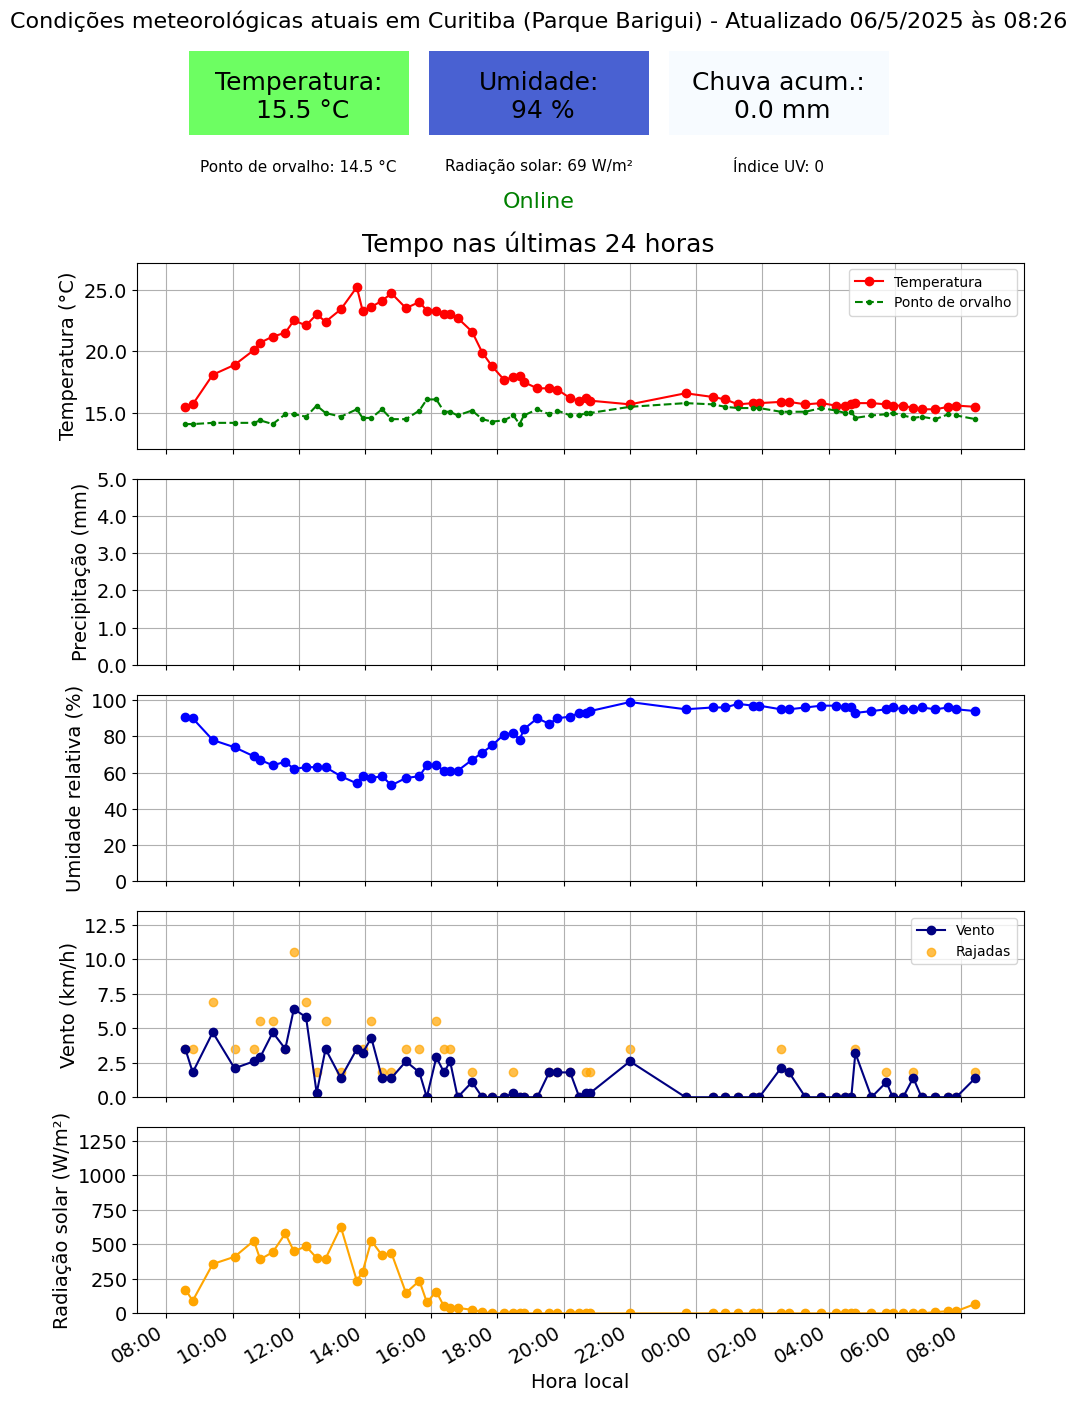 Condições meteorológicas atuais em Curitiba (Parque Barigui) - Atualizado 06/5/2025 às 08:26
Temperatura:
15.5 °C
Umidade:
94 %
Chuva acum.:
0.0 mm
Ponto de orvalho: 14.5 °C
Radiação solar: 69 W/m²
Índice UV: 0
Online
Tempo nas últimas 24 horas
Temperatura (°C)
25.0
20.0
15.0
Temperatura
Ponto de orvalho
Precipitação (mm)
5.0
4.0
3.0
2.0
1.0
0.0
Umidade relativa (%)
100
80
60
40
20
0
Vento (km/h)
12.5
10.0
7.5
5.0
2.5
0.0
Vento
Rajadas
Radiação solar (W/m²)
1250
1000
750
500
250
0
08:00
10:00
12:00
14:00
16:00
18:00
20:00
22:00
00:00
02:00
04:00
06:00
08:00
Hora local